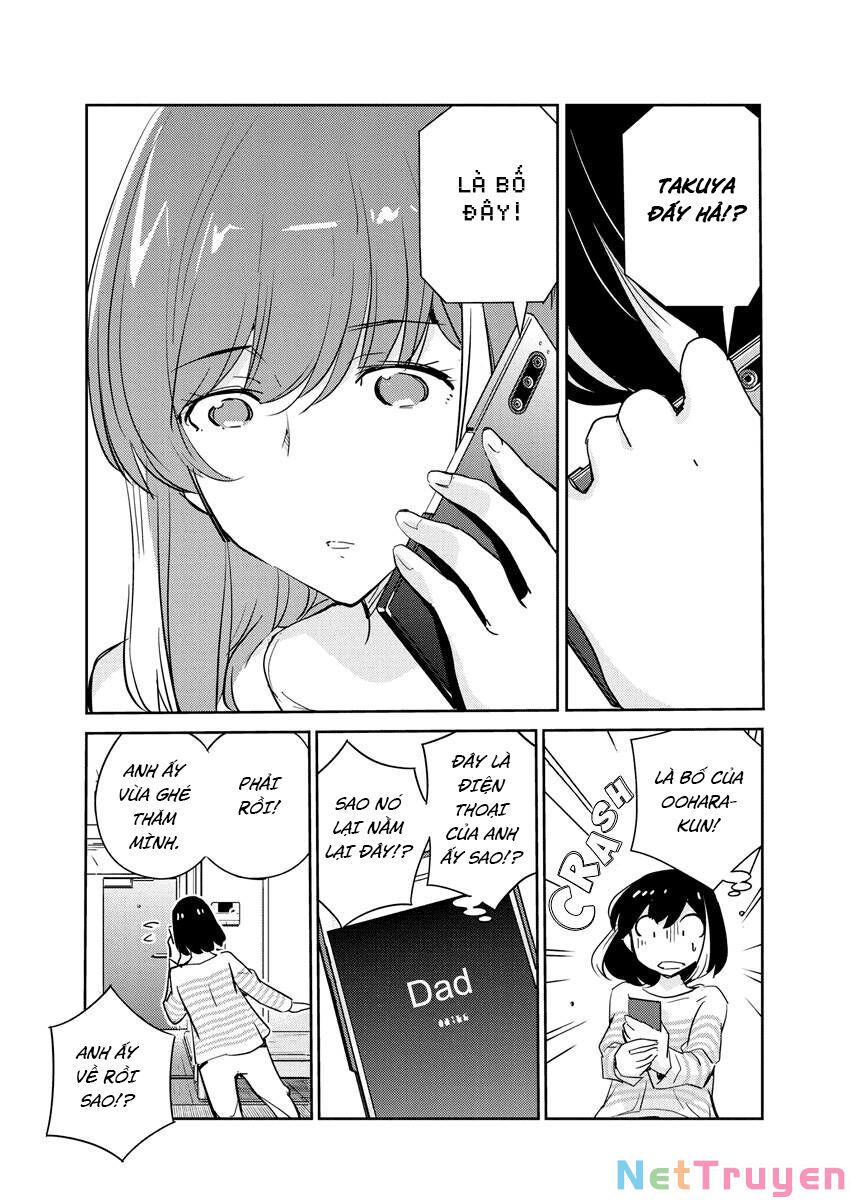 TAKUYA
ĐẤY HẢ!?
LÀ BỐ
ĐÂY!
LÀ BỐ CỦA
OOHARA-
KUN!
CRASH
ĐÂY LÀ
ĐIỆN
THOẠI
CỦA ANH
ẤY SAO!?
SAO NÓ
LẠI NẰM
LẠI ĐÂY!?
Dad
PHẢI
RỒI!
ANH ẤY
VỪA GHÉ
THĂM
MÌNH.
ANH ẤY
VỀ RỒI
SAO!?
NetTruyen